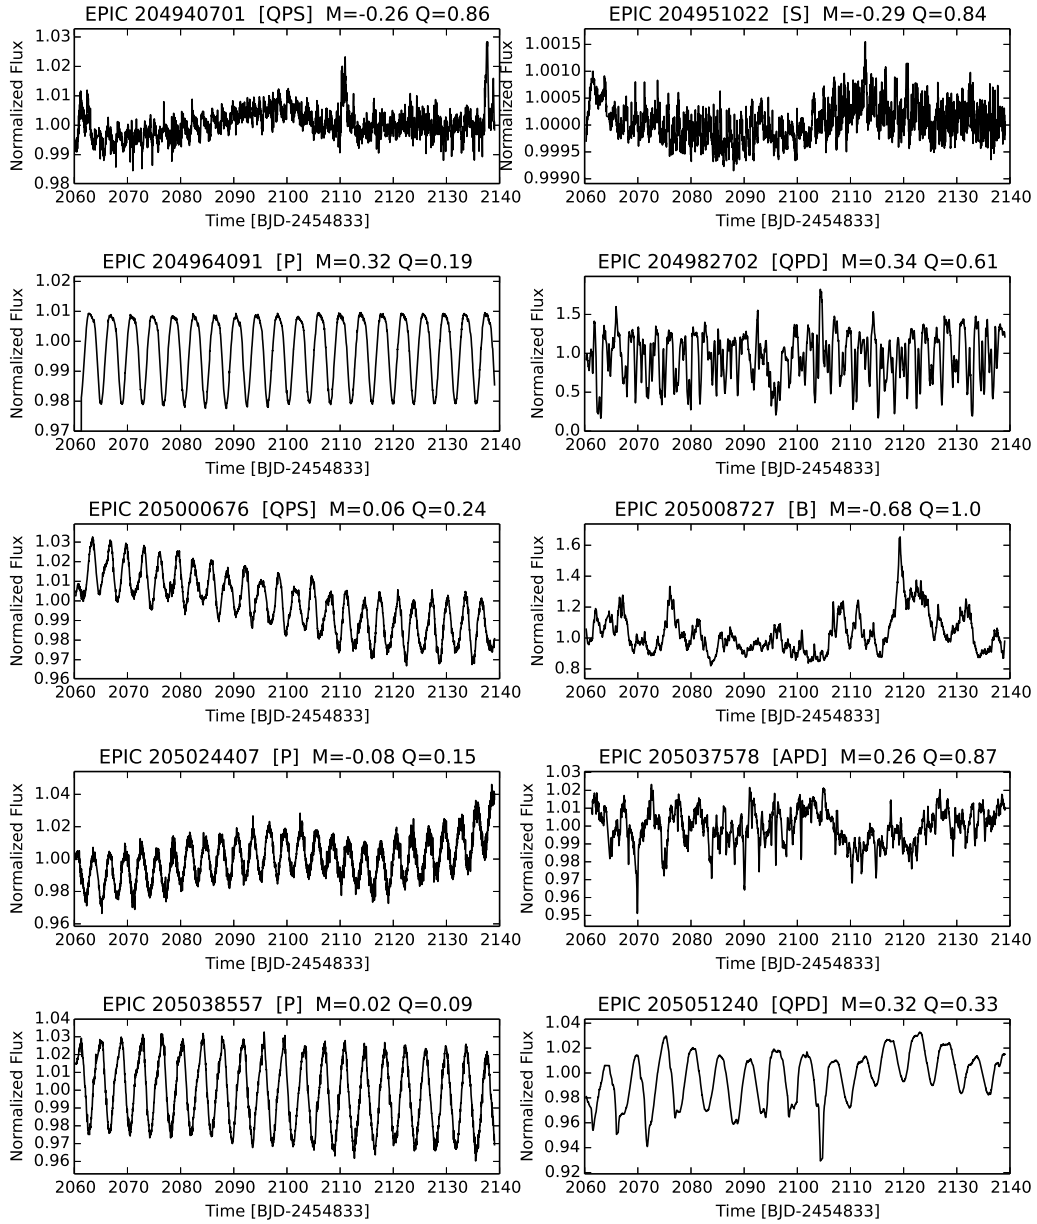 EPIC 204940701 [QPS] M=-0.26 Q=0.86
Normalized Flux
1.03
1.02
1.01
1.00
0.99
0.98
2060 2070 2080 2090 2100 2110 2120 2130 2140
Time [BJD-2454833]
EPIC 204951022 [S] M=-0.29 Q=0.84
Normalized Flux
1.0015
1.0010
1.0005
1.0000
0.9995
0.9990
2060 2070 2080 2090 2100 2110 2120 2130 2140
Time [BJD-2454833]
EPIC 204964091 [P] M=0.32 Q=0.19
Normalized Flux
1.02
1.01
1.00
0.99
0.98
0.97
2060 2070 2080 2090 2100 2110 2120 2130 2140
Time [BJD-2454833]
EPIC 204982702 [QPD] M=0.34 Q=0.61
Normalized Flux
1.5
1.0
0.5
0.0
2060 2070 2080 2090 2100 2110 2120 2130 2140
Time [BJD-2454833]
EPIC 205000676 [QPS] M=0.06 Q=0.24
Normalized Flux
1.03
1.02
1.01
1.00
0.99
0.98
0.97
0.96
2060 2070 2080 2090 2100 2110 2120 2130 2140
Time [BJD-2454833]
EPIC 205008727 [B] M=-0.68 Q=1.0
Normalized Flux
1.6
1.4
1.2
1.0
0.8
2060 2070 2080 2090 2100 2110 2120 2130 2140
Time [BJD-2454833]
EPIC 205024407 [P] M=-0.08 Q=0.15
Normalized Flux
1.04
1.02
1.00
0.98
0.96
2060 2070 2080 2090 2100 2110 2120 2130 2140
Time [BJD-2454833]
EPIC 205037578 [APD] M=0.26 Q=0.87
Normalized Flux
1.03
1.02
1.01
1.00
0.99
0.98
0.97
0.96
0.95
2060 2070 2080 2090 2100 2110 2120 2130 2140
Time [BJD-2454833]
EPIC 205038557 [P] M=0.02 Q=0.09
Normalized Flux
1.04
1.03
1.02
1.01
1.00
0.99
0.98
0.97
0.96
2060 2070 2080 2090 2100 2110 2120 2130 2140
Time [BJD-2454833]
EPIC 205051240 [QPD] M=0.32 Q=0.33
Normalized Flux
1.04
1.02
1.00
0.98
0.96
0.94
0.92
2060 2070 2080 2090 2100 2110 2120 2130 2140
Time [BJD-2454833]